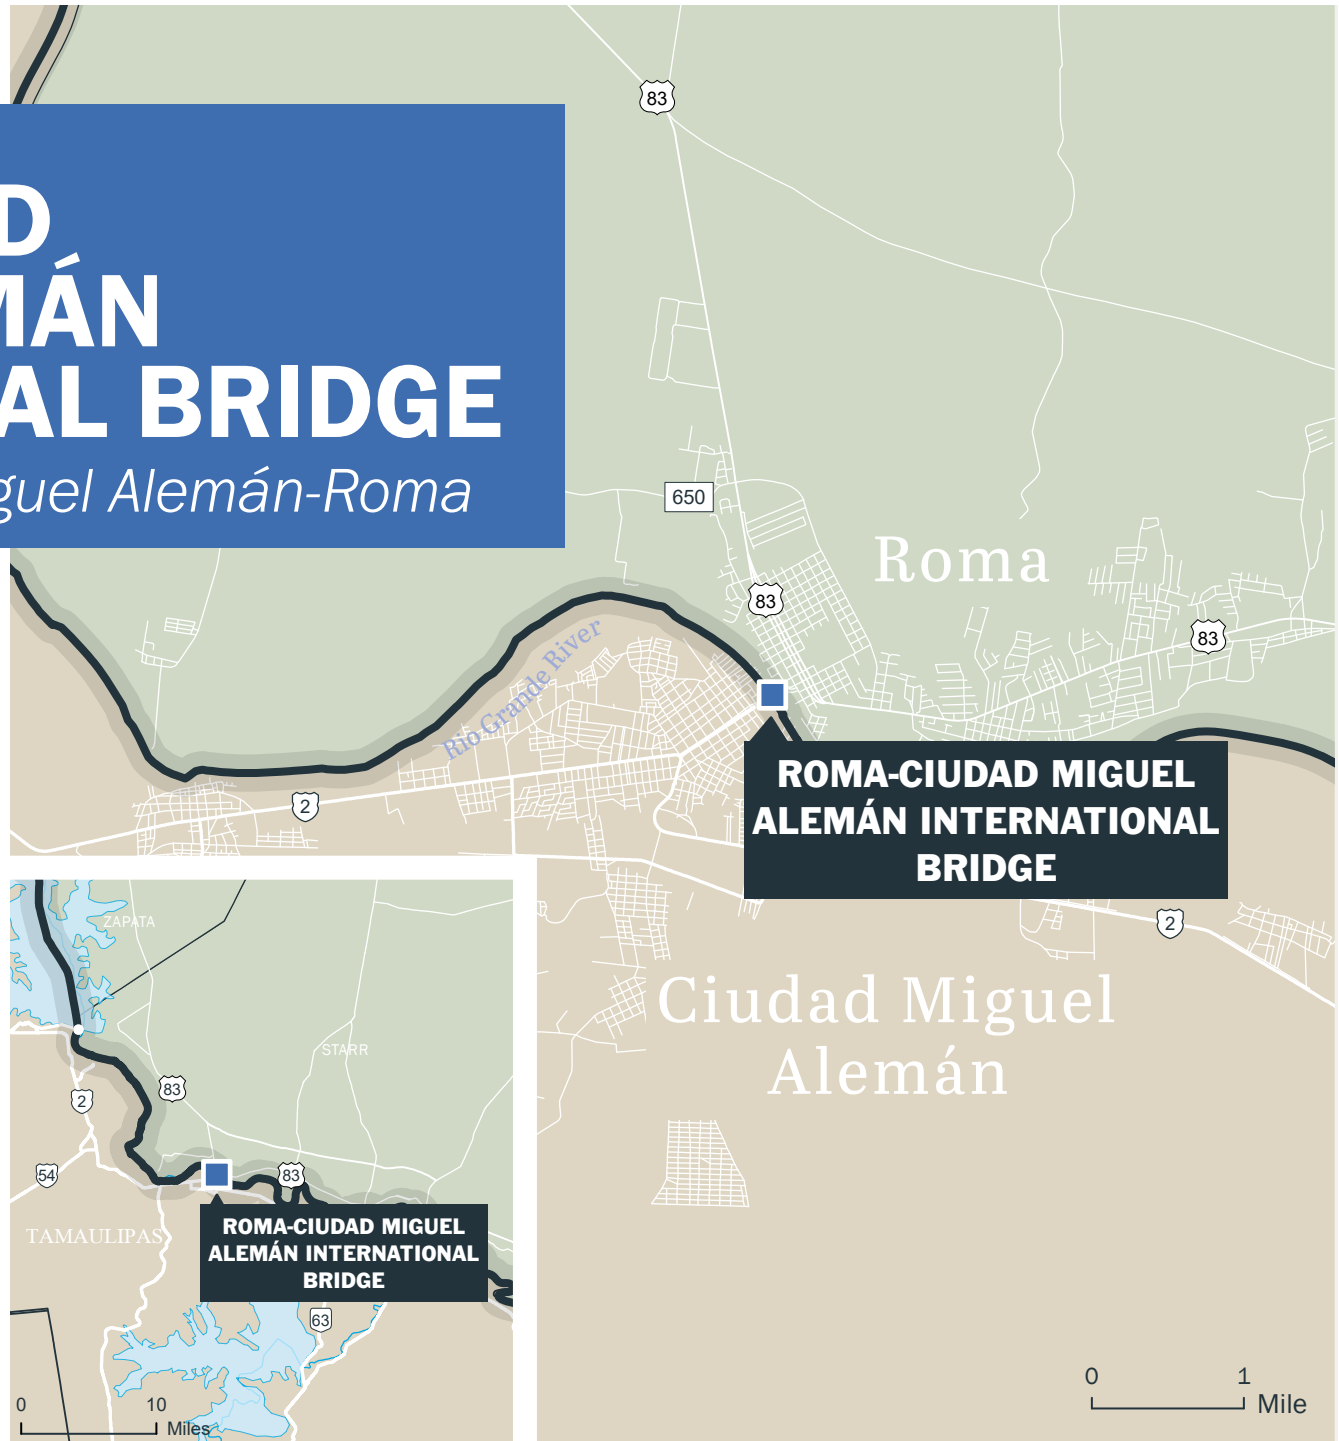 83
D
MÁN
AL BRIDGE
guel Alemán-Roma
650
Roma
83
83
Rio Grande River
ROMA-CIUDAD MIGUEL
ALEMÁN INTERNATIONAL
BRIDGE
2
2
Ciudad Miguel
Alemán
ZAPATA
STARR
83
2
54
83
TAMAULIPAS
ROMA-CIUDAD MIGUEL
ALEMÁN INTERNATIONAL
BRIDGE
63
0 10
Miles
0 1
Mile